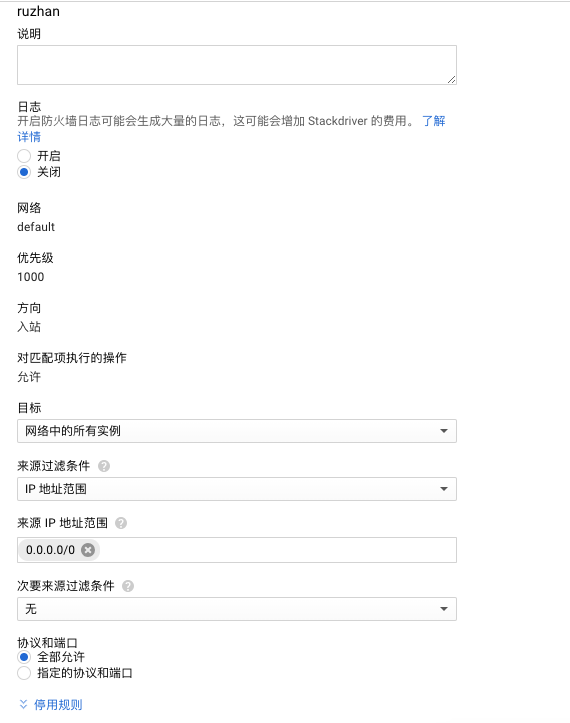 ruzhan
说明
日志
开启防火墙日志可能会生成大量的日志，这可能会增加 Stackdriver 的费用。 了解
详情
开启
关闭
网络
default
优先级
1000
方向
入站
对匹配项执行的操作
允许
目标
网络中的所有实例
来源过滤条件
IP 地址范围
来源 IP 地址范围
0.0.0.0/0
次要来源过滤条件
无
协议和端口
全部允许
指定的协议和端口
停用规则